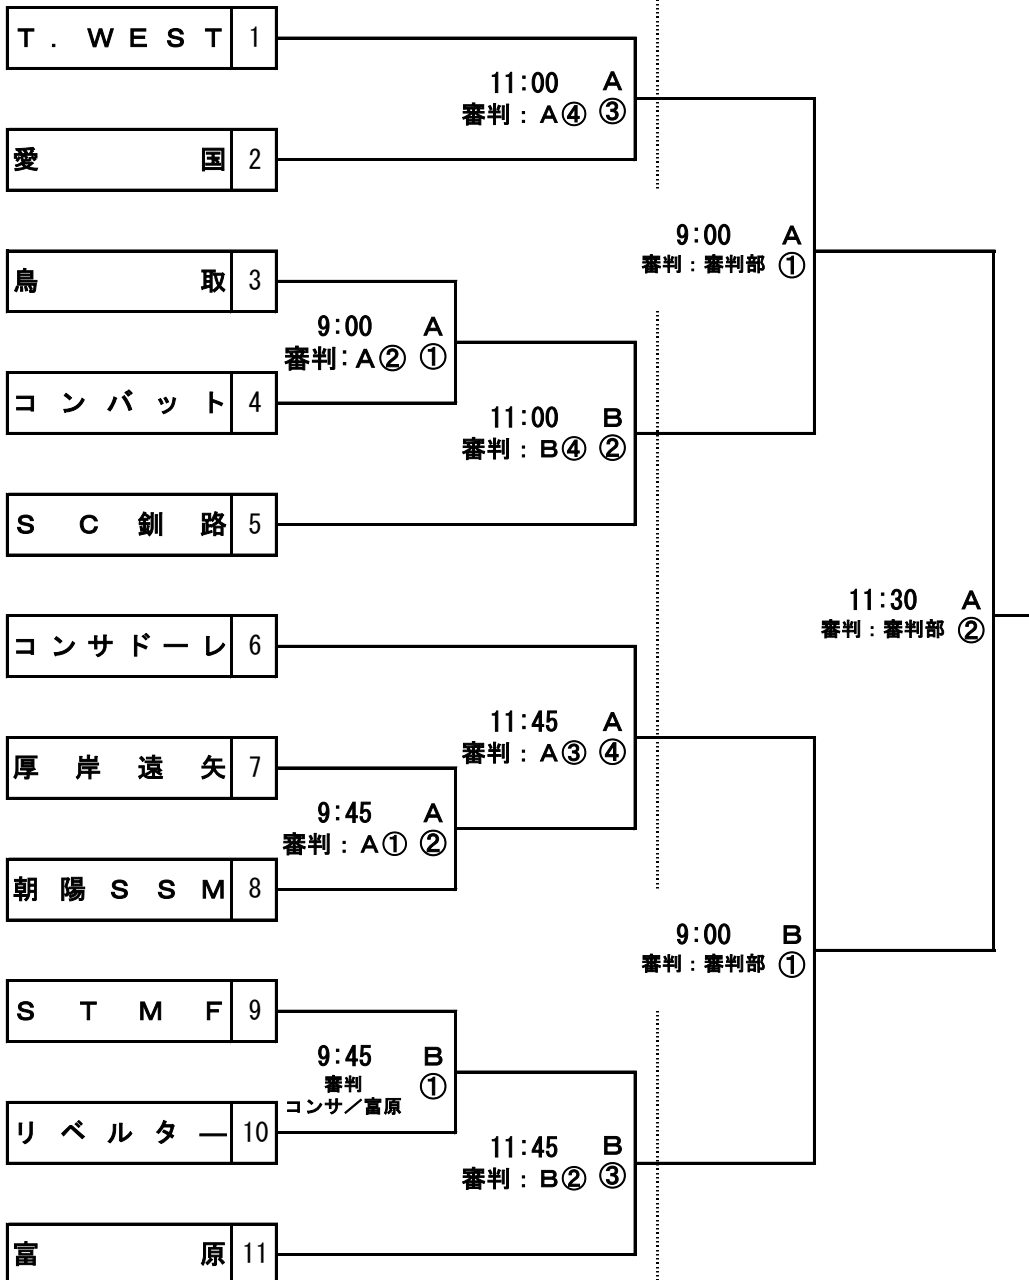 Ｔ．ＷＥＳＴ 1
11:00 Ａ
審判：Ａ④ ③
愛国 2
9:00 Ａ
審判：審判部 ①
鳥取 3
9:00 Ａ
審判：Ａ② ①
コンバット 4
11:00 Ｂ
審判：Ｂ④ ②
ＳＣ釧路 5
11:30 Ａ
審判：審判部 ②
コンサドーレ 6
11:45 Ａ
審判：Ａ③ ④
厚岸遠矢 7
9:45 Ａ
審判：Ａ① ②
朝陽ＳＳＭ 8
9:00 Ｂ
審判：審判部 ①
ＳＴＭＦ 9
9:45 Ｂ
審判 ①
コンサ／富原
リベルター 10
11:45 Ｂ
審判：Ｂ② ③
富原 11